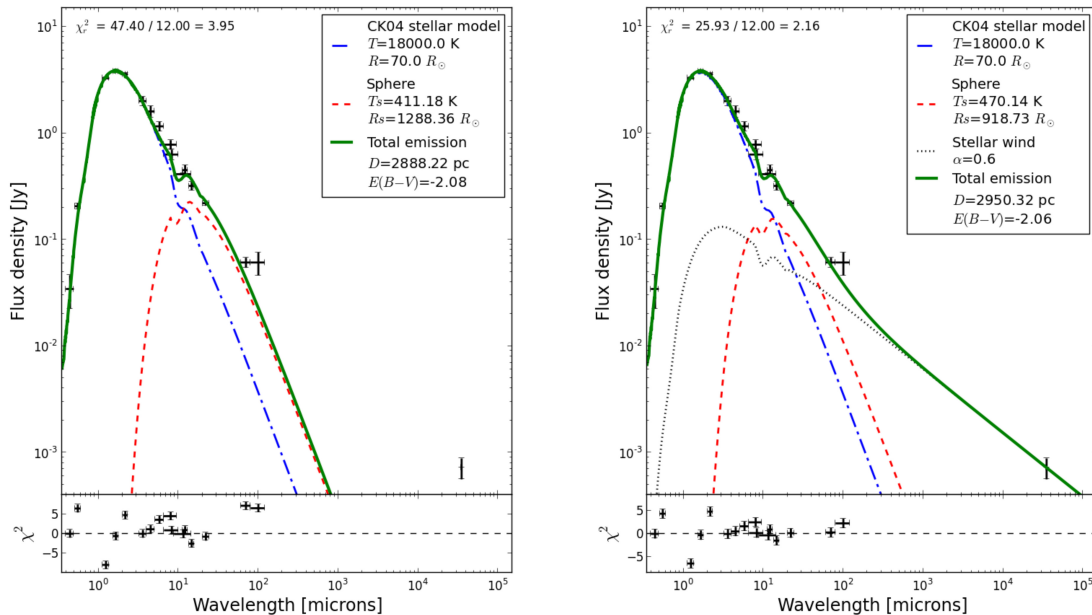 χ²ᵣ = 47.40 / 12.00 = 3.95
CK04 stellar model
T=18000.0 K
R=70.0 R⊙
Sphere
Ts=411.18 K
Rs=1288.36 R⊙
Total emission
D=2888.22 pc
E(B−V)=-2.08
10¹
10⁰
10⁻¹
10⁻²
10⁻³
Flux density [Jy]
5
0
−5
χ²
10⁰ 10¹ 10² 10³ 10⁴ 10⁵
Wavelength [microns]
χ²ᵣ = 25.93 / 12.00 = 2.16
CK04 stellar model
T=18000.0 K
R=70.0 R⊙
Sphere
Ts=470.14 K
Rs=918.73 R⊙
Stellar wind
α=0.6
Total emission
D=2950.32 pc
E(B−V)=-2.06
10¹
10⁰
10⁻¹
10⁻²
10⁻³
Flux density [Jy]
5
0
−5
χ²
10⁰ 10¹ 10² 10³ 10⁴ 10⁵
Wavelength [microns]